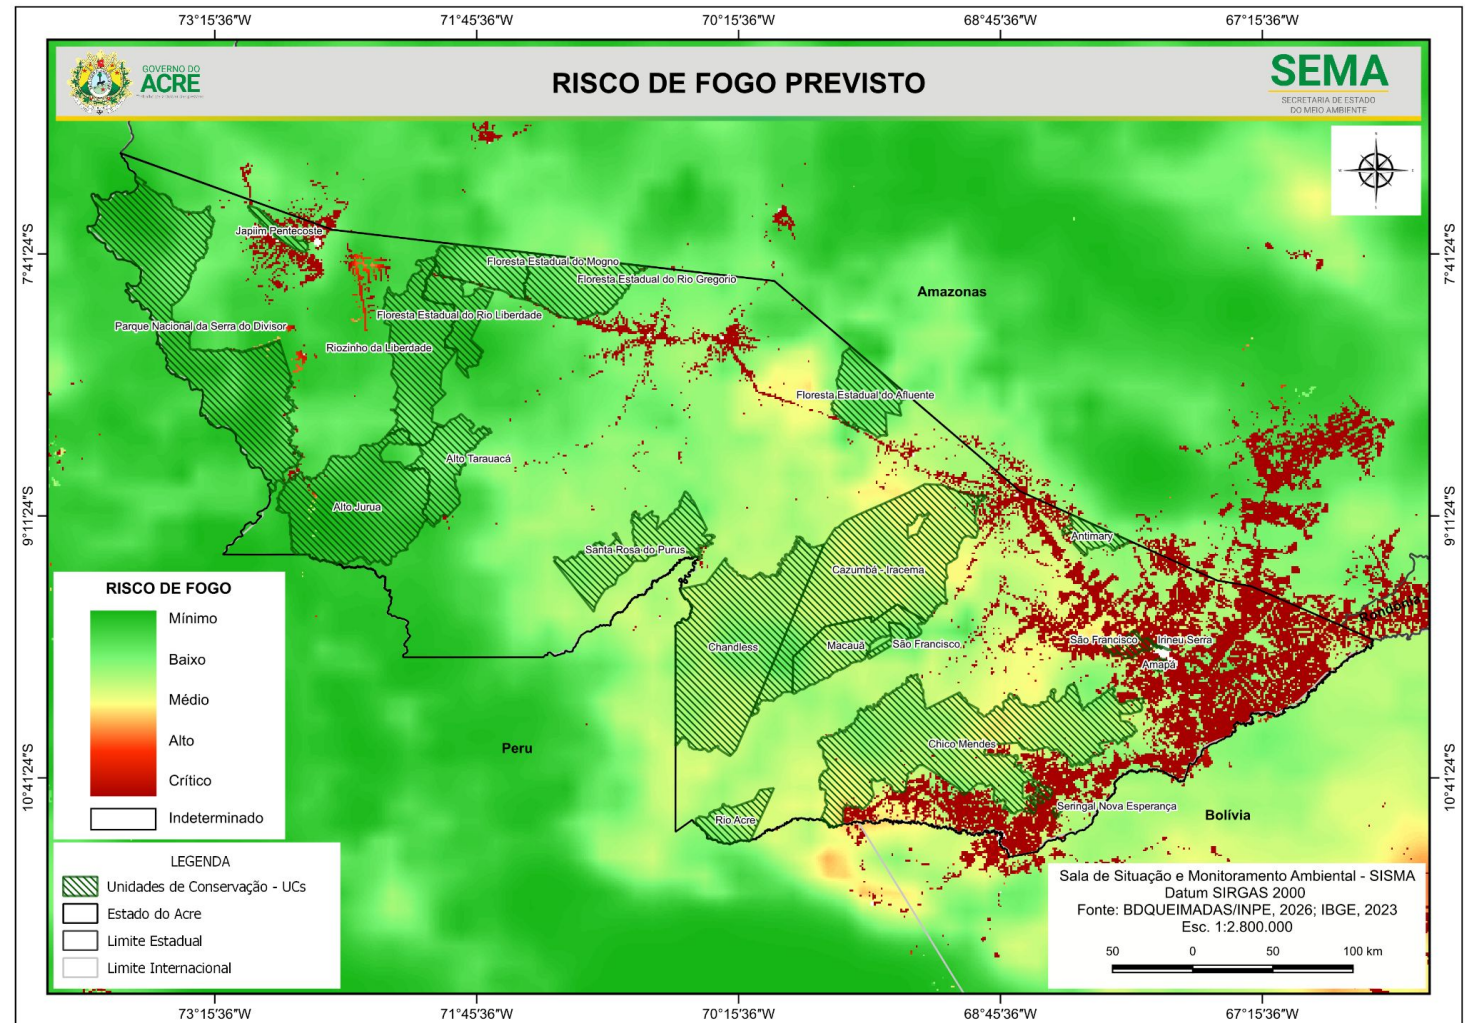 73°15'36"W
71°45'36"W
70°15'36"W
68°45'36"W
67°15'36"W
GOVERNO DO
ACRE
RISCO DE FOGO PREVISTO
SEMA
SECRETARIA DE ESTADO
DO MEIO AMBIENTE
7°41'24"S
7°41'24"S
Japiim Pentecoste
Floresta Estadual do Mogno
Floresta Estadual do Rio Gregorio
Amazonas
Floresta Estadual do Rio Liberdade
Parque Nacional da Serra do Divisor
Riozinho da Liberdade
Floresta Estadual do Afluente
Alto Tarauacá
9°11'24"S
9°11'24"S
Alto Jurua
Antimary
Santa Rosa do Purus
Cazumbá - Iracema
Rondônia
Chandless
Macauã
São Francisco
São Francisco
Irineu Serra
Amapá
Peru
Chico Mendes
10°41'24"S
10°41'24"S
Seringal Nova Esperança
Bolívia
Rio Acre
RISCO DE FOGO
Mínimo
Baixo
Médio
Alto
Crítico
Indeterminado
LEGENDA
Unidades de Conservação - UCs
Estado do Acre
Limite Estadual
Limite Internacional
Sala de Situação e Monitoramento Ambiental - SISMA
Datum SIRGAS 2000
Fonte: BDQUEIMADAS/INPE, 2026; IBGE, 2023
Esc. 1:2.800.000
50 0 50 100 km
73°15'36"W
71°45'36"W
70°15'36"W
68°45'36"W
67°15'36"W